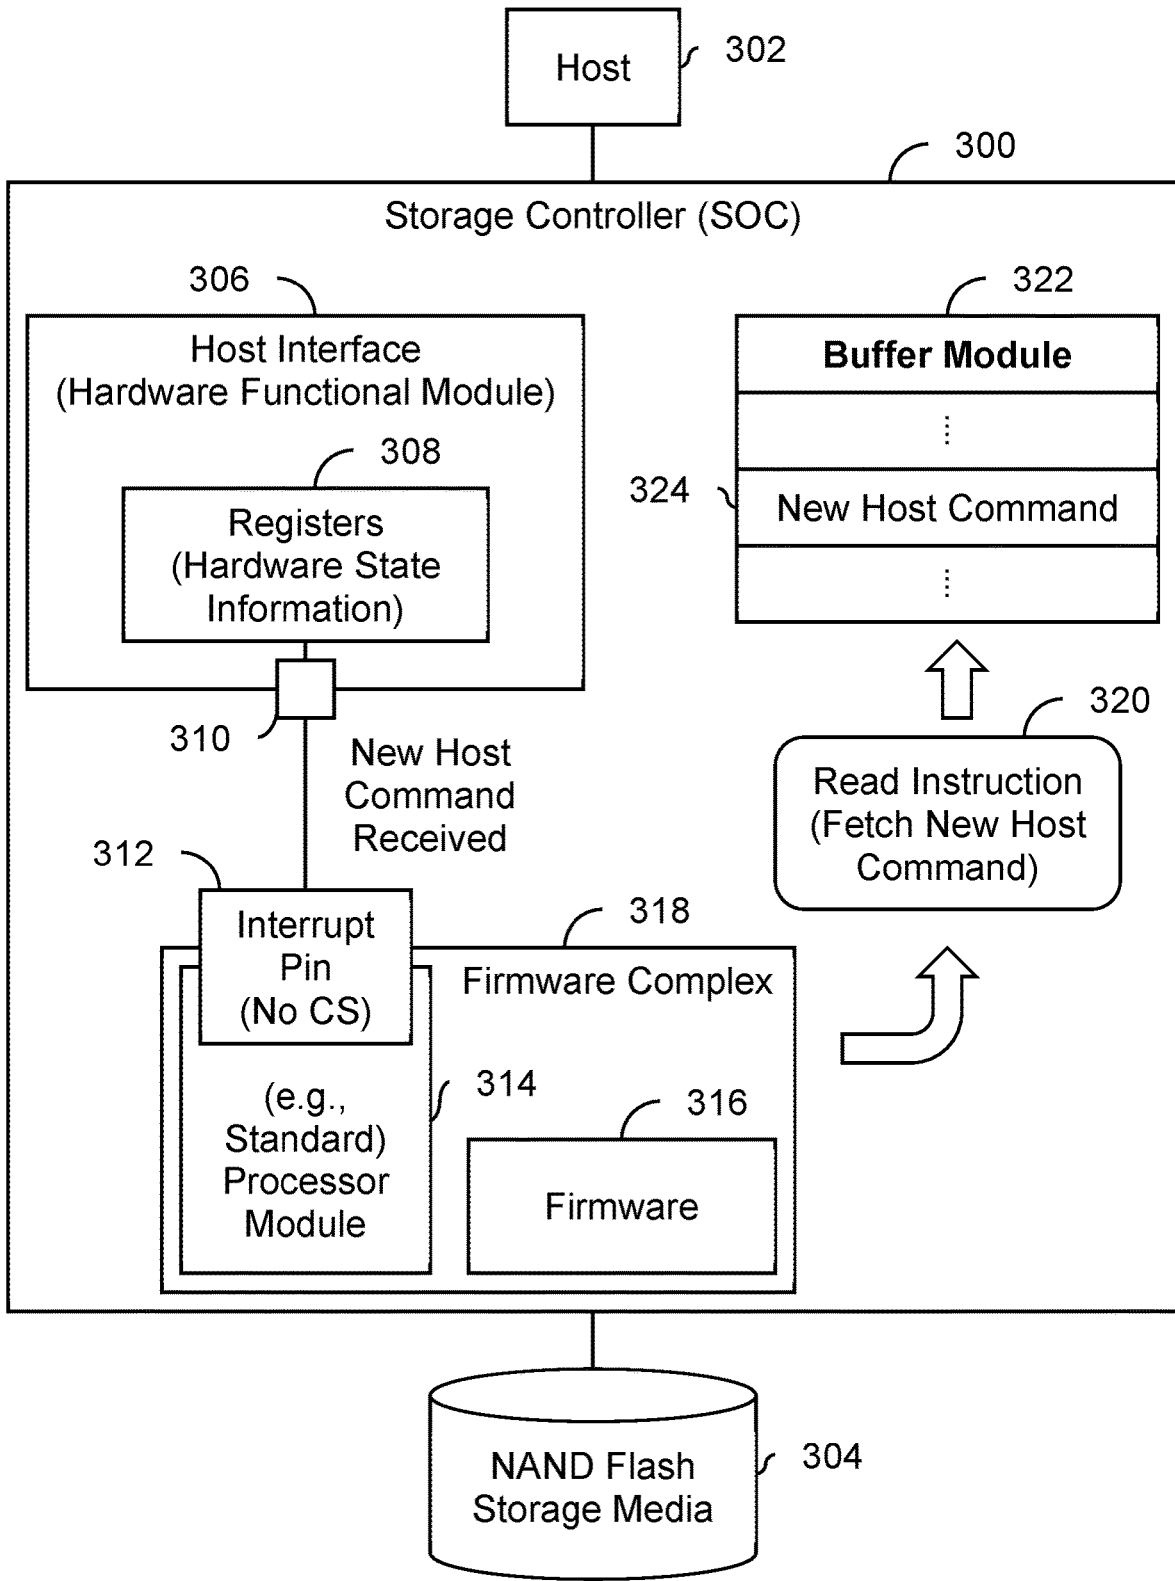 Host
302
300
Storage Controller (SOC)
306
Host Interface
(Hardware Functional Module)
308
Registers
(Hardware State
Information)
310
New Host
Command
Received
312
Interrupt
Pin
(No CS)
318
Firmware Complex
(e.g.,
Standard)
Processor
Module
314
316
Firmware
322
Buffer Module
⋮
324
New Host Command
⋮
320
Read Instruction
(Fetch New Host
Command)
NAND Flash
Storage Media
304